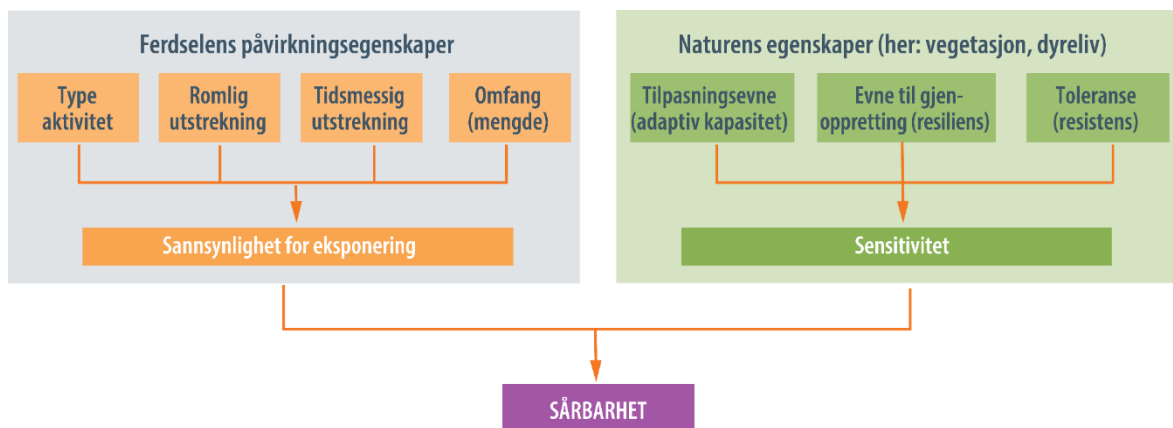 Ferdselens påvirkningsegenskaper
Type
aktivitet
Romlig
utstrekning
Tidsmessig
utstrekning
Omfang
(mengde)
Sannsynlighet for eksponering
Naturens egenskaper (her: vegetasjon, dyreliv)
Tilpasningsevne
(adaptiv kapasitet)
Evne til gjen-
oppretting (resiliens)
Toleranse
(resistens)
Sensitivitet
SÅRBARHET